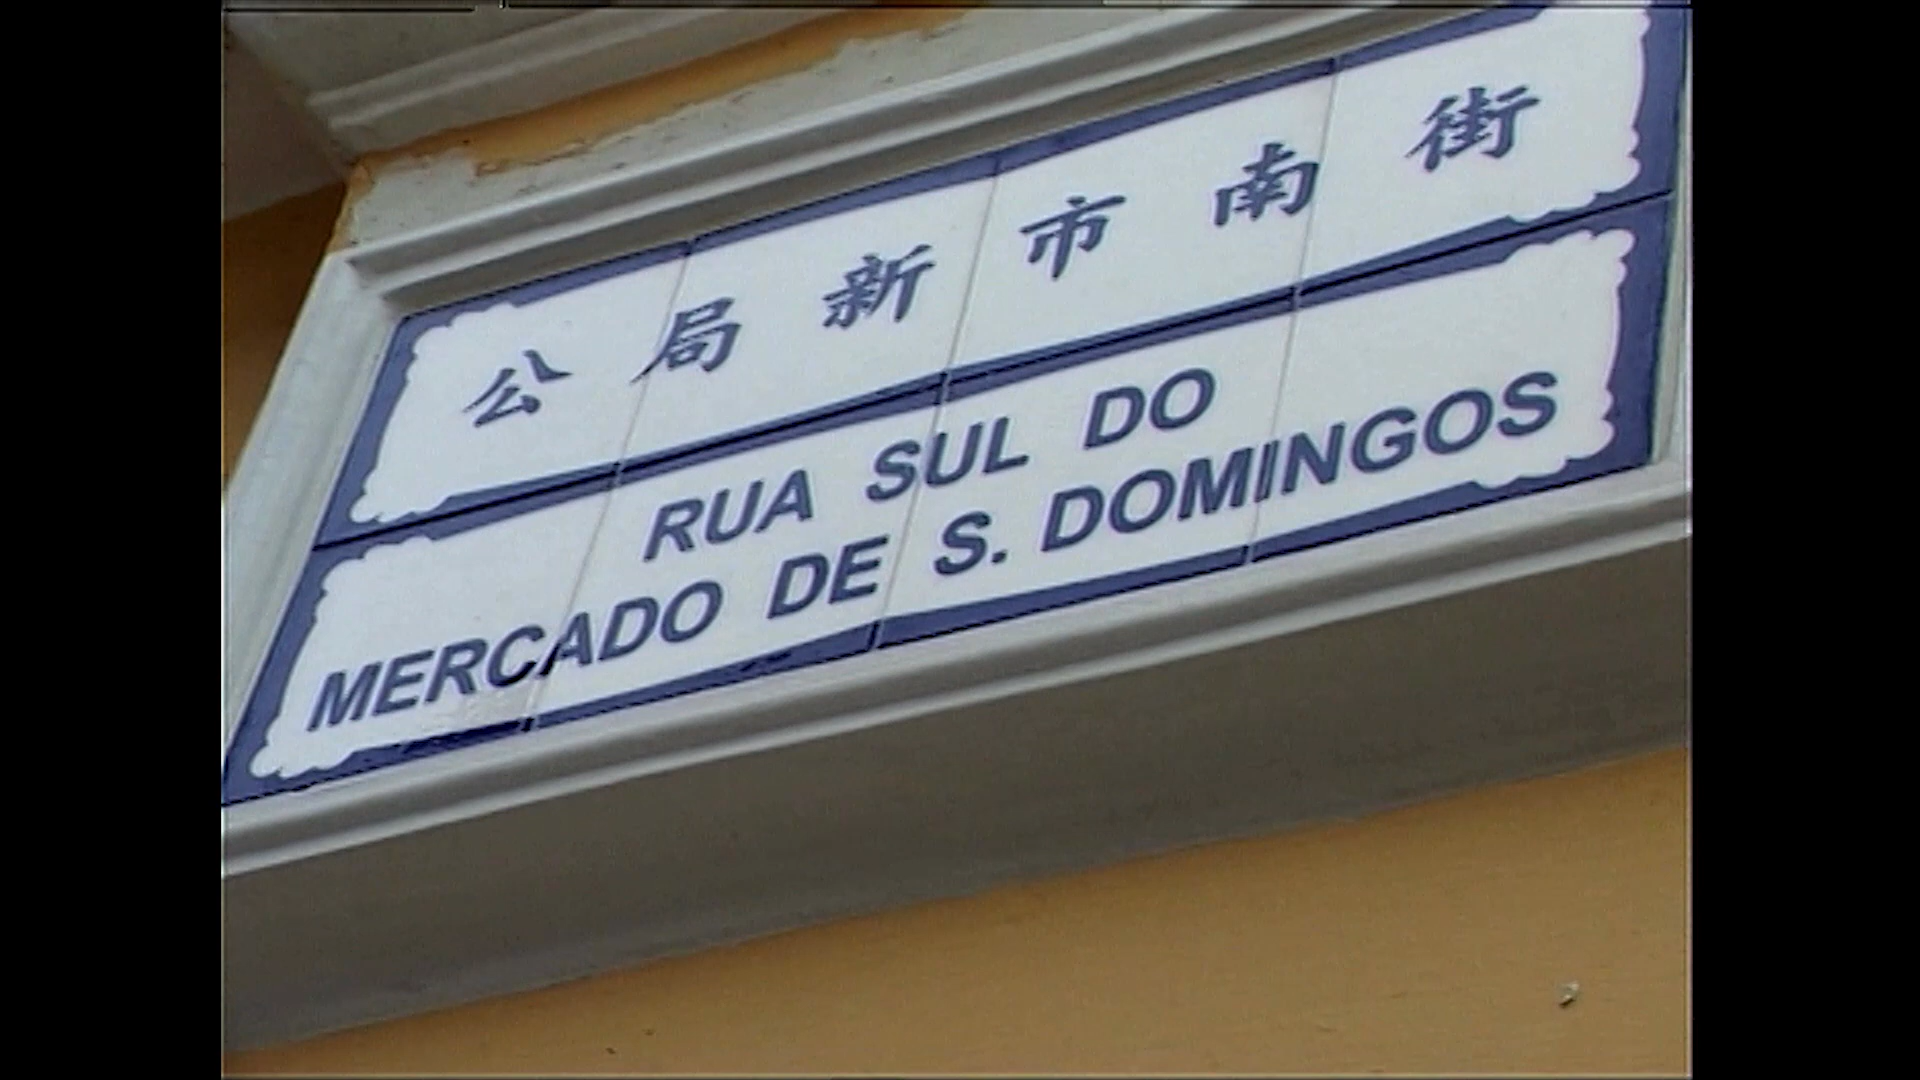 公局新市南街
RUA SUL DO
MERCADO DE S. DOMINGOS